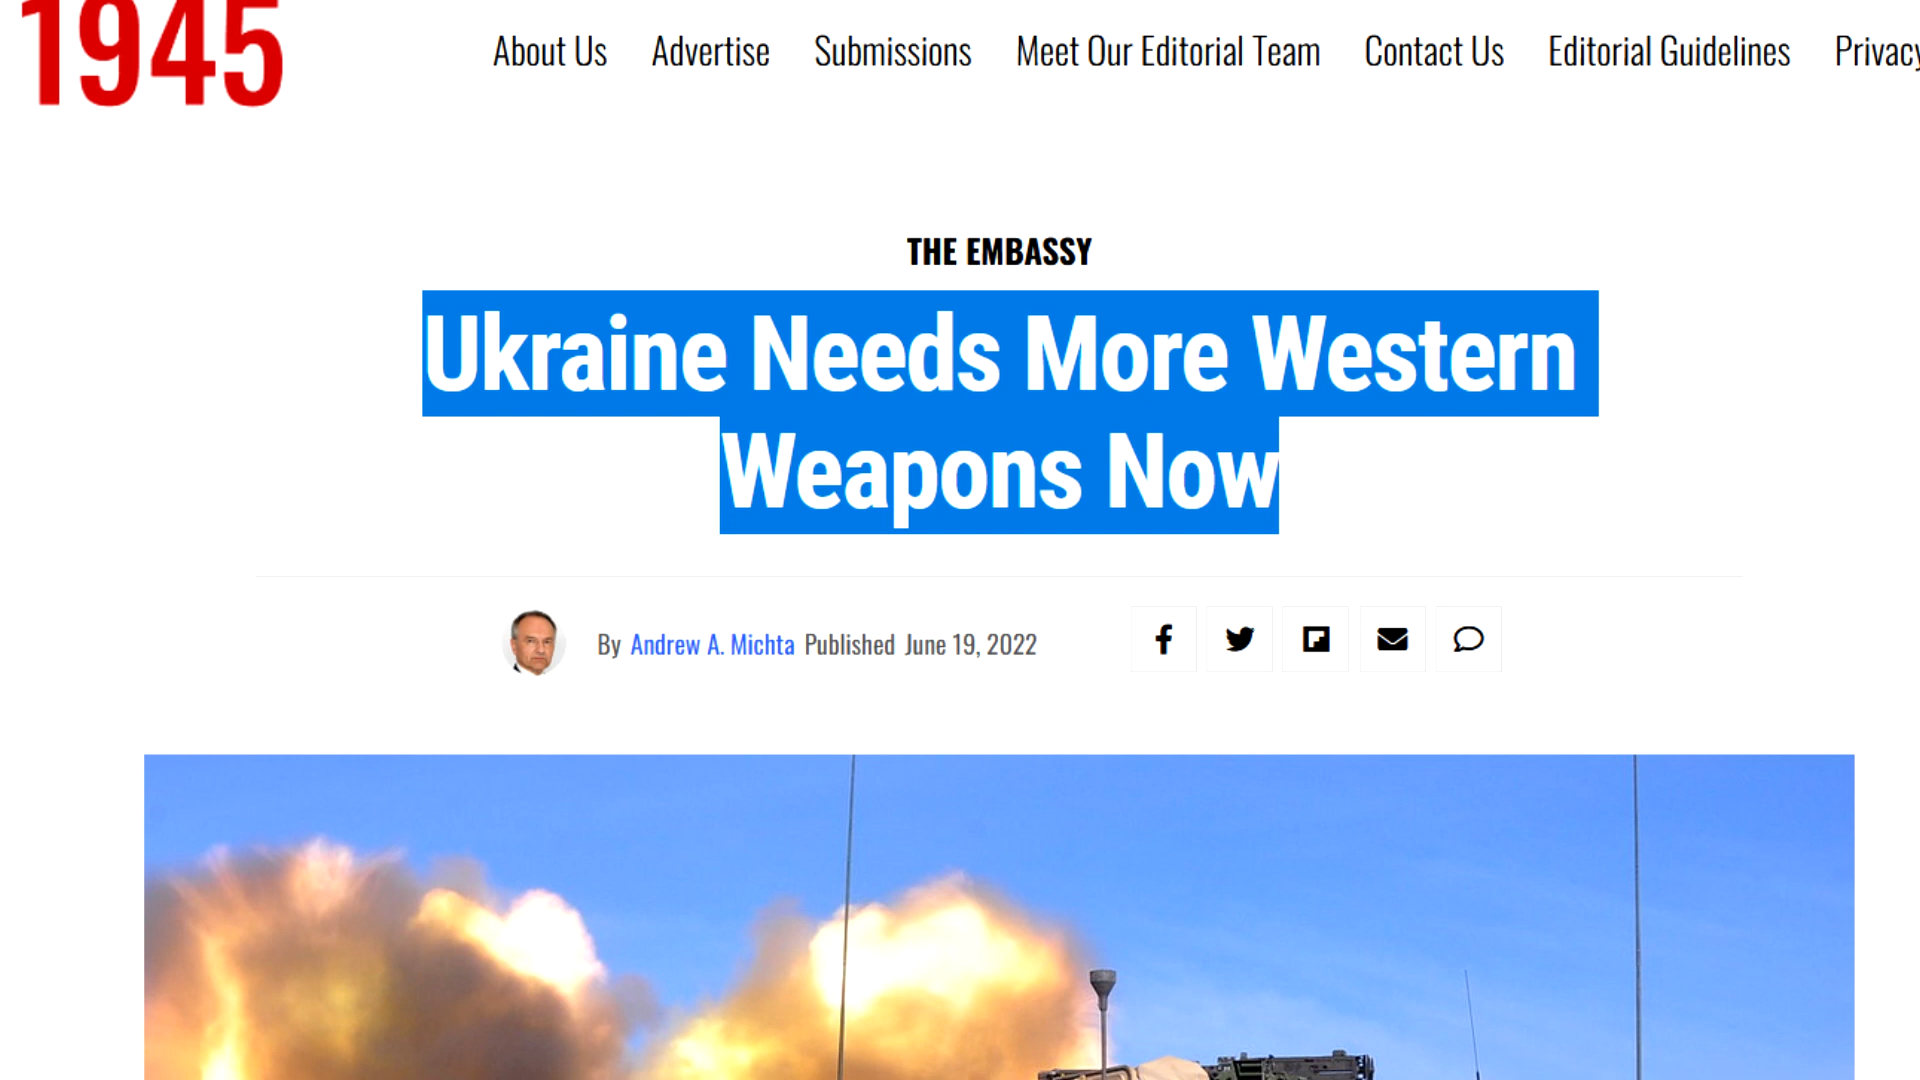 1945
About Us Advertise Submissions Meet Our Editorial Team Contact Us Editorial Guidelines Privacy
THE EMBASSY
Ukraine Needs More Western
Weapons Now
By Andrew A. Michta Published June 19, 2022